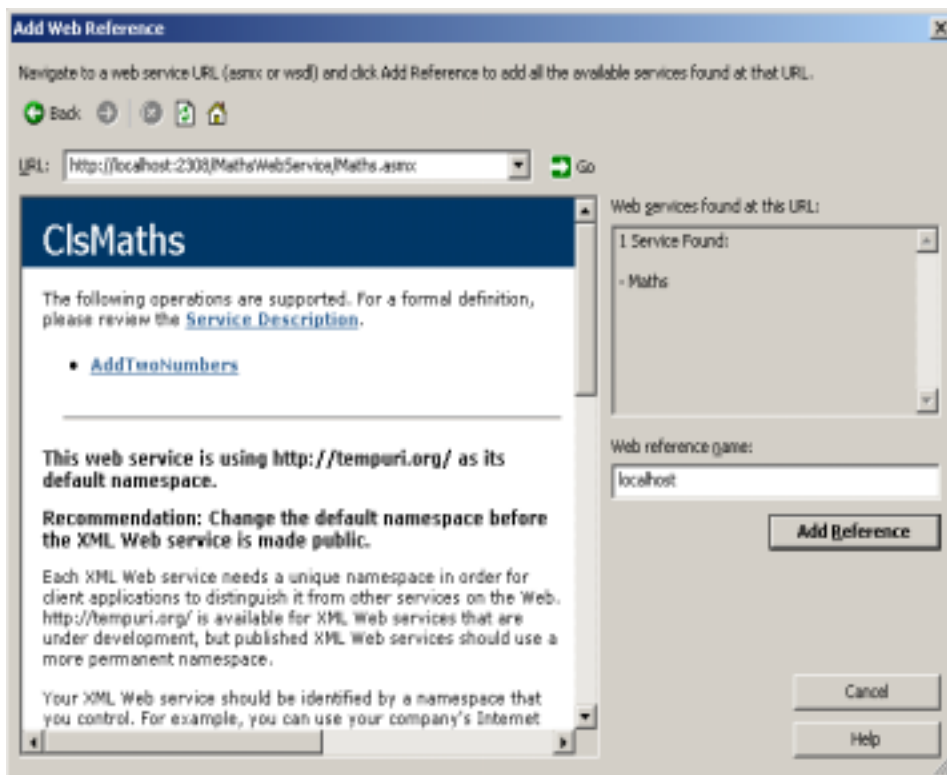 Add Web Reference
Navigate to a web service URL (asmx or wsdl) and click Add Reference to add all the available services found at that URL.
Back
URL: http://localhost:2308/MathsWebService/Maths.asmx
Go
ClsMaths
The following operations are supported. For a formal definition,
please review the Service Description.
• AddTwoNumbers
This web service is using http://tempuri.org/ as its
default namespace.
Recommendation: Change the default namespace before
the XML Web service is made public.
Each XML Web service needs a unique namespace in order for
client applications to distinguish it from other services on the Web.
http://tempuri.org/ is available for XML Web services that are
under development, but published XML Web services should use a
more permanent namespace.
Your XML Web service should be identified by a namespace that
you control. For example, you can use your company's Internet
Web services found at this URL:
1 Service Found:
- Maths
Web reference name:
localhost
Add Reference
Cancel
Help